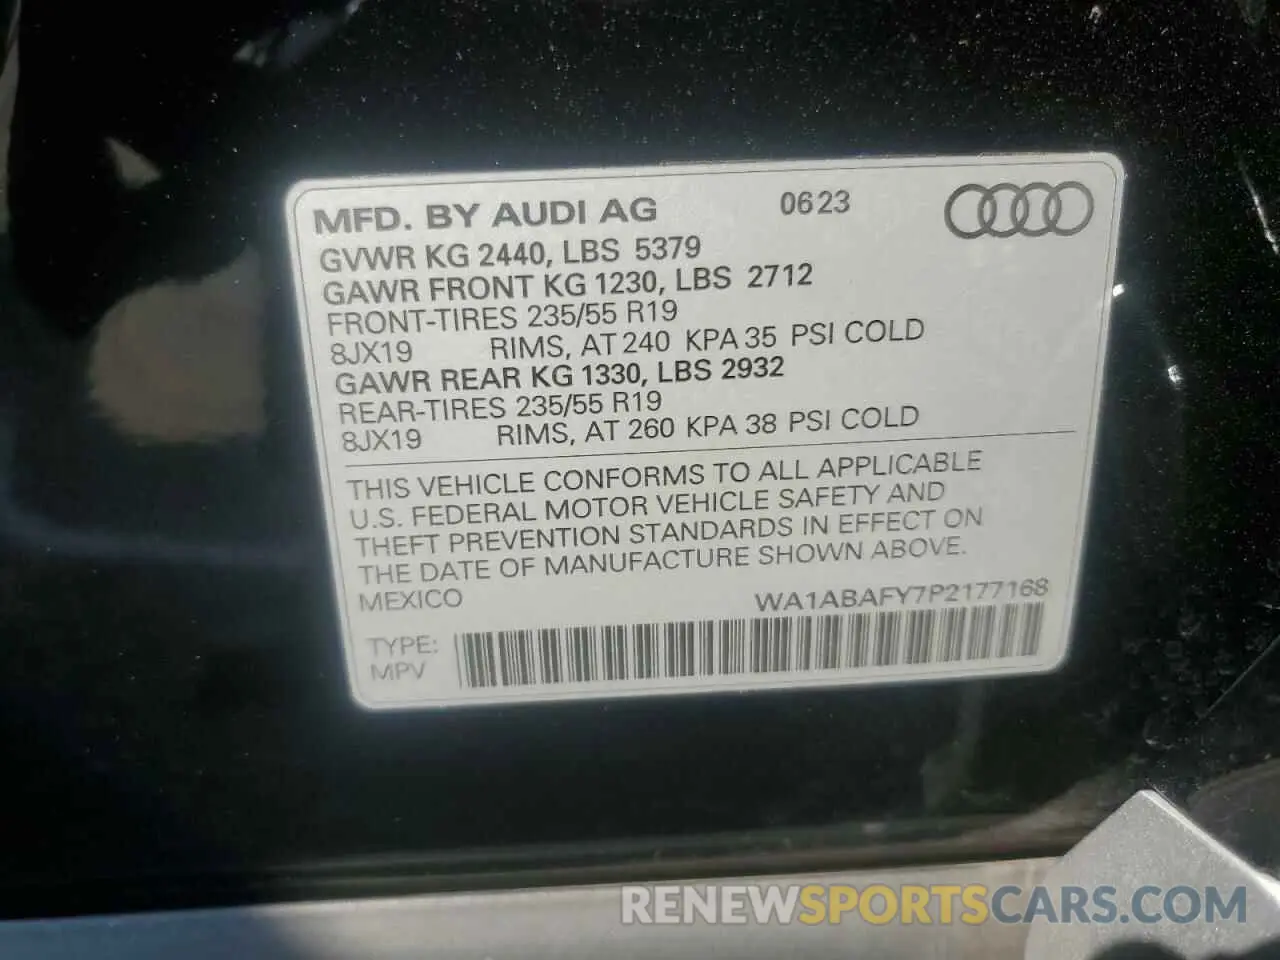 MFD. BY AUDI AG 0623
GVWR KG 2440, LBS 5379
GAWR FRONT KG 1230, LBS 2712
FRONT-TIRES 235/55 R19
8JX19 RIMS, AT 240 KPA 35 PSI COLD
GAWR REAR KG 1330, LBS 2932
REAR-TIRES 235/55 R19
8JX19 RIMS, AT 260 KPA 38 PSI COLD
THIS VEHICLE CONFORMS TO ALL APPLICABLE
U.S. FEDERAL MOTOR VEHICLE SAFETY AND
THEFT PREVENTION STANDARDS IN EFFECT ON
THE DATE OF MANUFACTURE SHOWN ABOVE.
MEXICO WA1ABAFY7P2177168
TYPE:
MPV
RENEWSPORTSCARS.COM